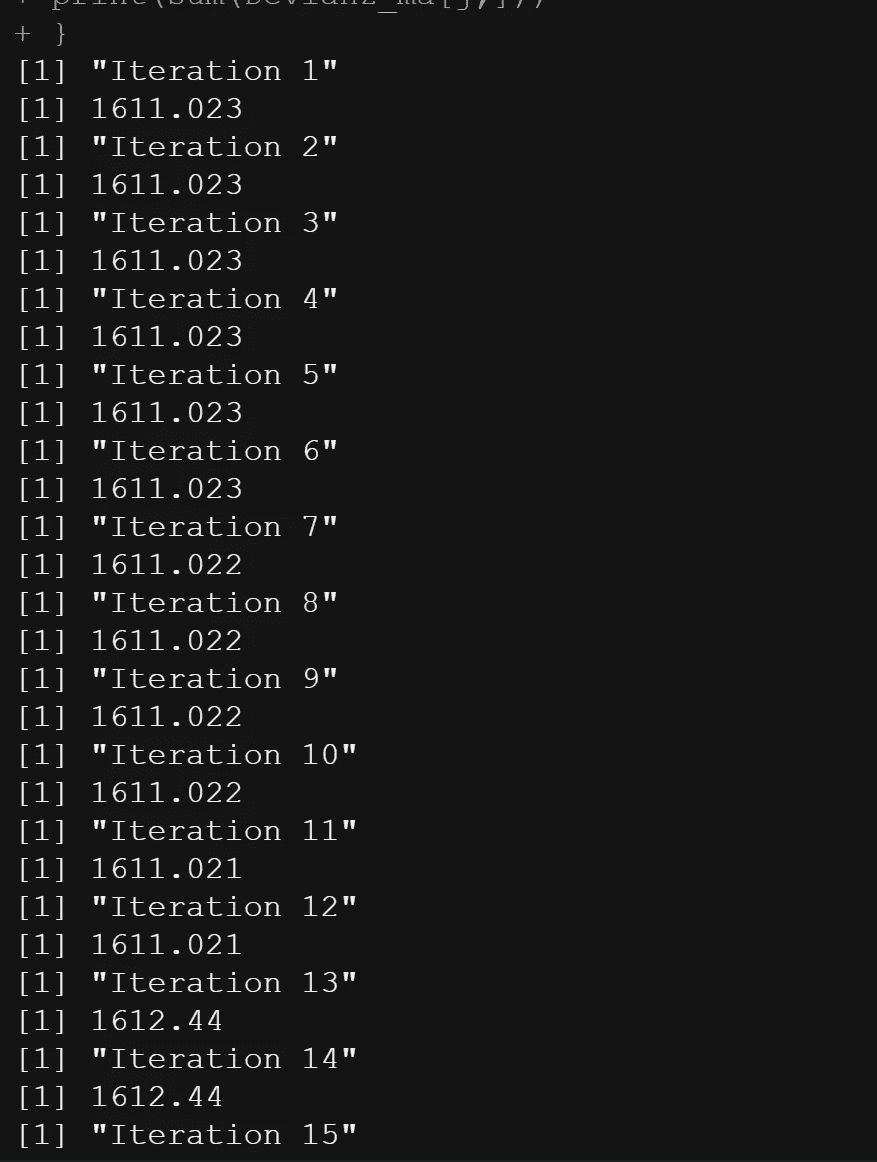 + }
[1] "Iteration 1"
[1] 1611.023
[1] "Iteration 2"
[1] 1611.023
[1] "Iteration 3"
[1] 1611.023
[1] "Iteration 4"
[1] 1611.023
[1] "Iteration 5"
[1] 1611.023
[1] "Iteration 6"
[1] 1611.023
[1] "Iteration 7"
[1] 1611.022
[1] "Iteration 8"
[1] 1611.022
[1] "Iteration 9"
[1] 1611.022
[1] "Iteration 10"
[1] 1611.022
[1] "Iteration 11"
[1] 1611.021
[1] "Iteration 12"
[1] 1611.021
[1] "Iteration 13"
[1] 1612.44
[1] "Iteration 14"
[1] 1612.44
[1] "Iteration 15"